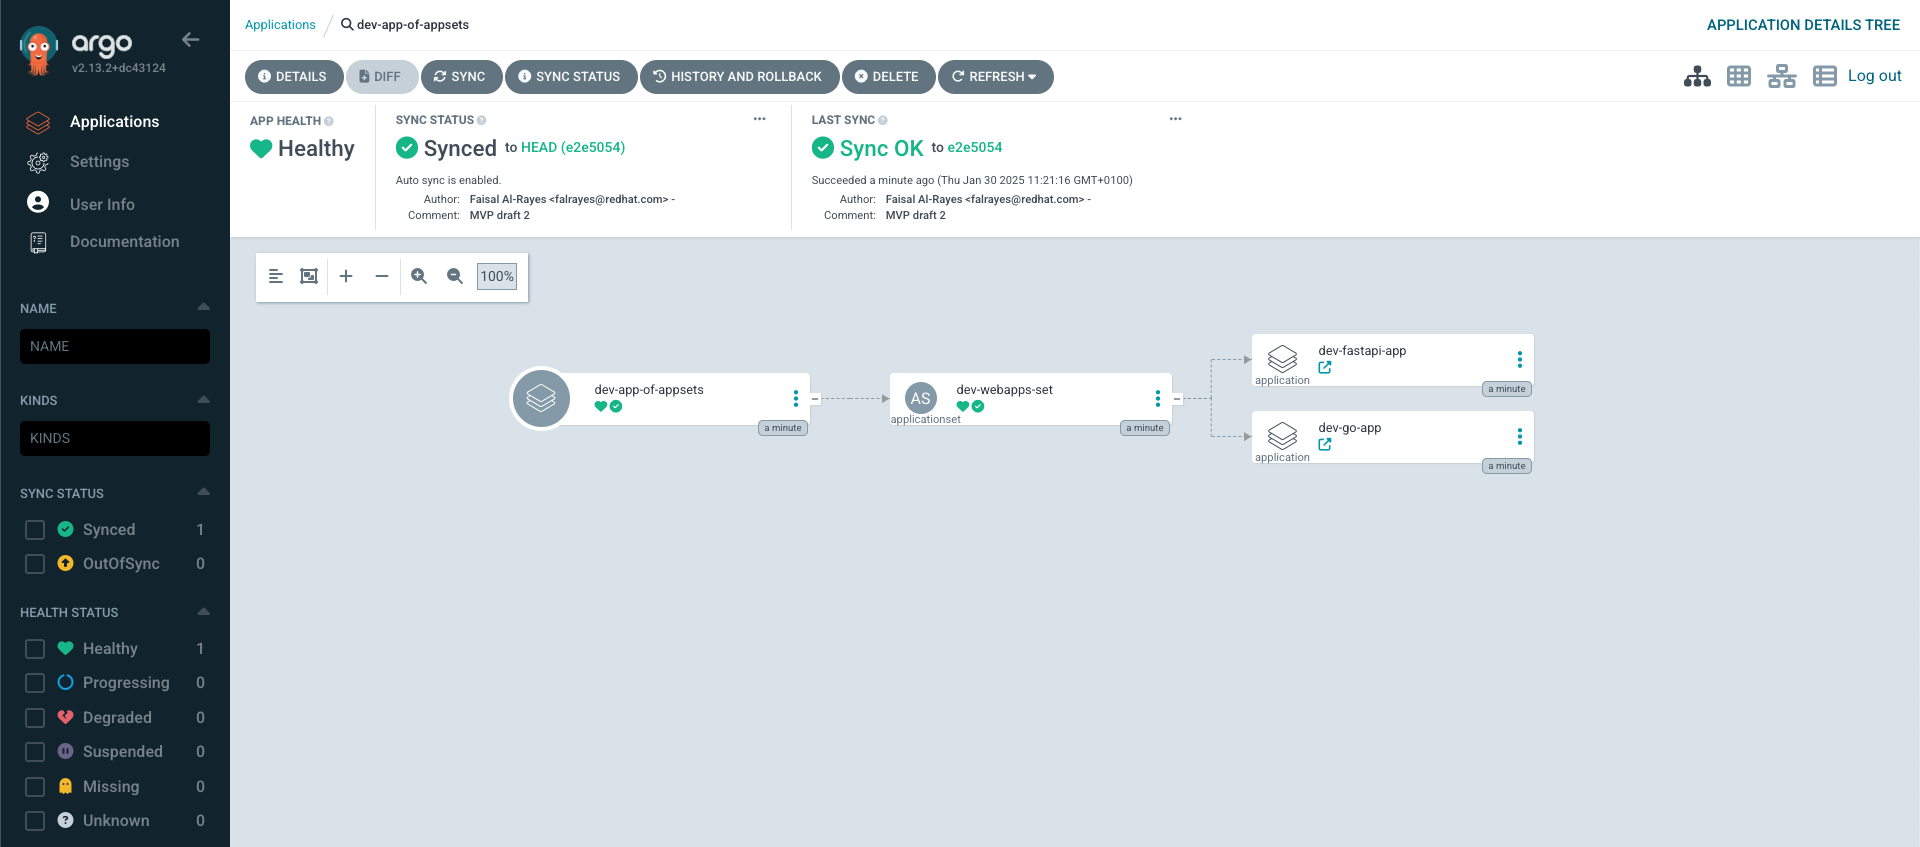 argo
v2.13.2+dc43124
Applications
Settings
User Info
Documentation
NAME
NAME
KINDS
KINDS
SYNC STATUS
Synced 1
OutOfSync 0
HEALTH STATUS
Healthy 1
Progressing 0
Degraded 0
Suspended 0
Missing 0
Unknown 0
Applications / dev-app-of-appsets
APPLICATION DETAILS TREE
DETAILS DIFF SYNC SYNC STATUS HISTORY AND ROLLBACK DELETE REFRESH
Log out
APP HEALTH
Healthy
SYNC STATUS
Synced to HEAD (e2e5054)
Auto sync is enabled.
Author: Faisal Al-Rayes <falrayes@redhat.com> -
Comment: MVP draft 2
LAST SYNC
Sync OK to e2e5054
Succeeded a minute ago (Thu Jan 30 2025 11:21:16 GMT+0100)
Author: Faisal Al-Rayes <falrayes@redhat.com> -
Comment: MVP draft 2
100%
dev-app-of-appsets
a minute
AS
applicationset
dev-webapps-set
a minute
application
dev-fastapi-app
a minute
application
dev-go-app
a minute